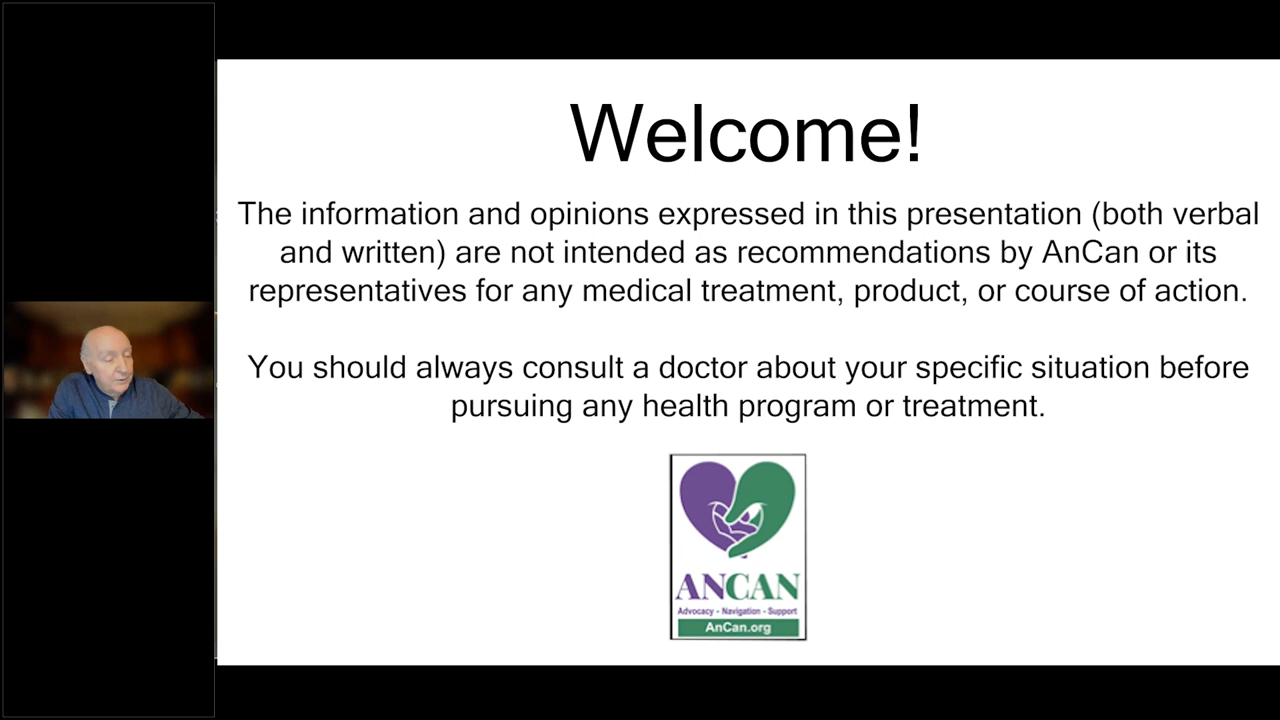 Welcome!
The information and opinions expressed in this presentation (both verbal
and written) are not intended as recommendations by AnCan or its
representatives for any medical treatment, product, or course of action.
You should always consult a doctor about your specific situation before
pursuing any health program or treatment.
ANCAN
Advocacy - Navigation - Support
AnCan.org